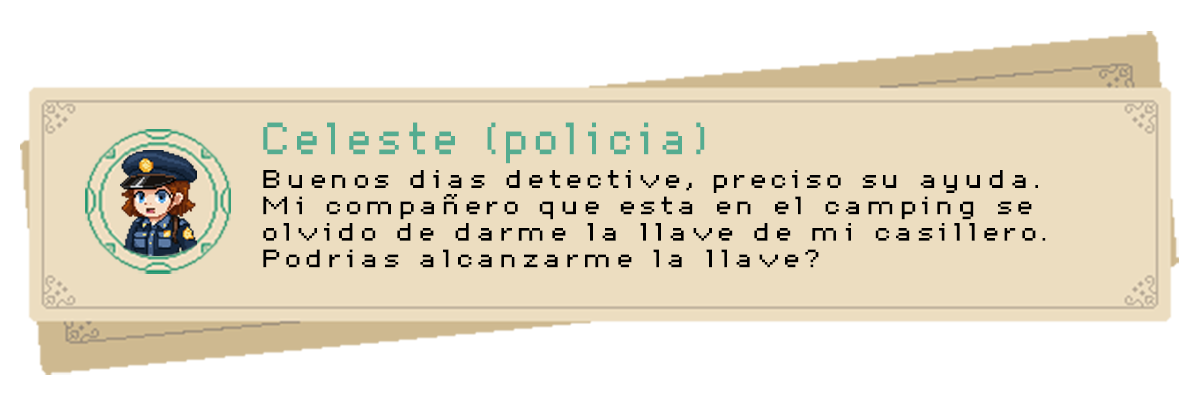 Celeste (policia)
Buenos dias detective, preciso su ayuda.
Mi compañero que esta en el camping se
olvido de darme la llave de mi casillero.
Podrias alcanzarme la llave?